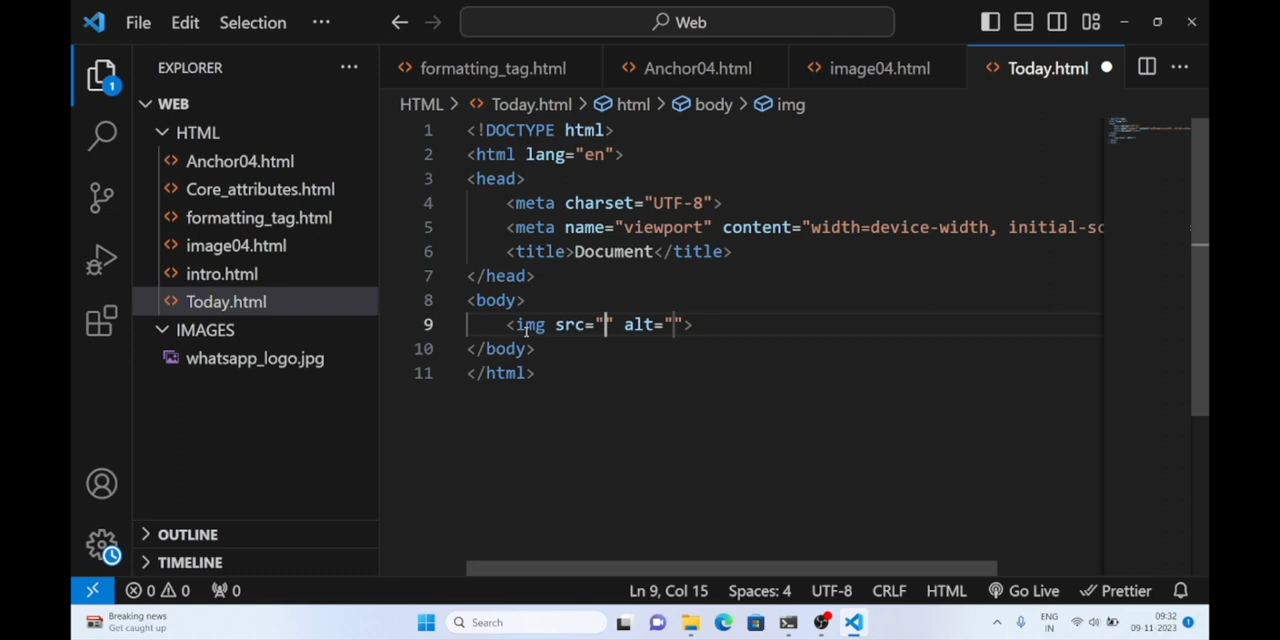 File Edit Selection ··· Web
EXPLORER ···
formatting_tag.html Anchor04.html image04.html Today.html ● ···
WEB
HTML > Today.html > html > body > img
HTML
Anchor04.html
Core_attributes.html
formatting_tag.html
image04.html
intro.html
Today.html
IMAGES
whatsapp_logo.jpg
OUTLINE
TIMELINE
1
1 <!DOCTYPE html>
2 <html lang="en">
3 <head>
4 <meta charset="UTF-8">
5 <meta name="viewport" content="width=device-width, initial-sc
6 <title>Document</title>
7 </head>
8 <body>
9 <img src="" alt="">
10 </body>
11 </html>
0 0 0 Ln 9, Col 15 Spaces: 4 UTF-8 CRLF HTML Go Live Prettier
Breaking news
Get caught up
Search
ENG
IN
09:32
09-11-2023
1